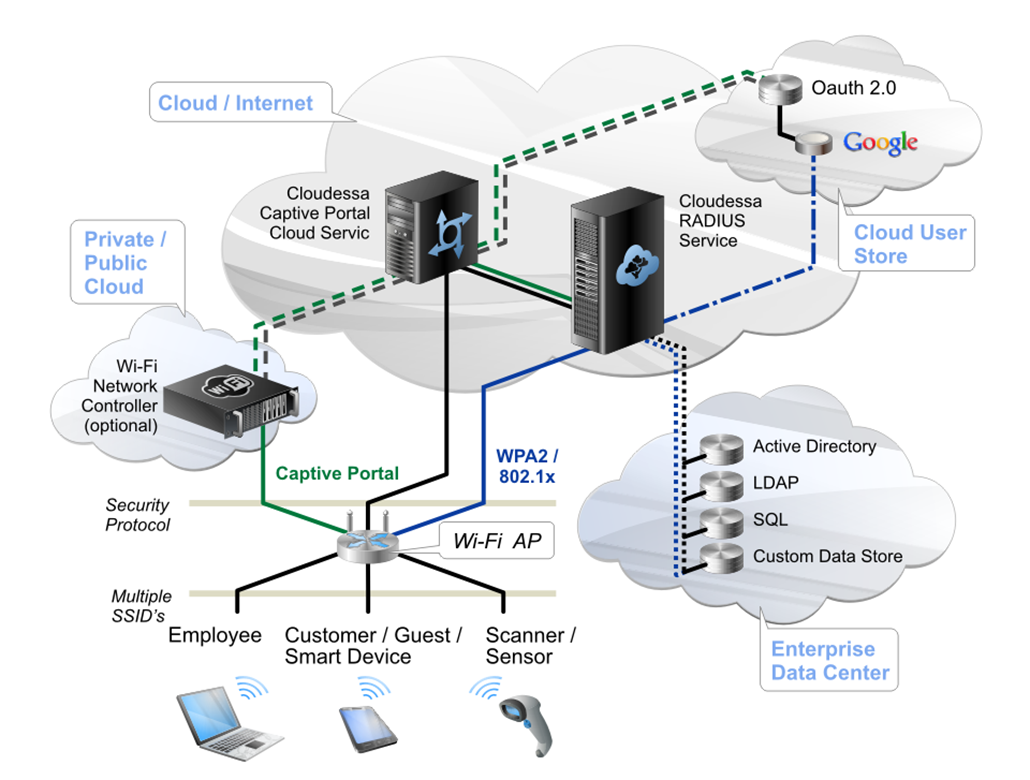 Cloud / Internet
Oauth 2.0
Google
Cloudessa
Captive Portal
Cloud Servic
Cloudessa
RADIUS
Service
Private /
Public
Cloud
Cloud User
Store
Wi-Fi
Network
Controller
(optional)
WiFi
Captive Portal
WPA2 /
802.1x
Active Directory
LDAP
SQL
Custom Data Store
Security
Protocol
Wi-Fi AP
Multiple
SSID's
Employee
Customer / Guest /
Smart Device
Scanner /
Sensor
Enterprise
Data Center